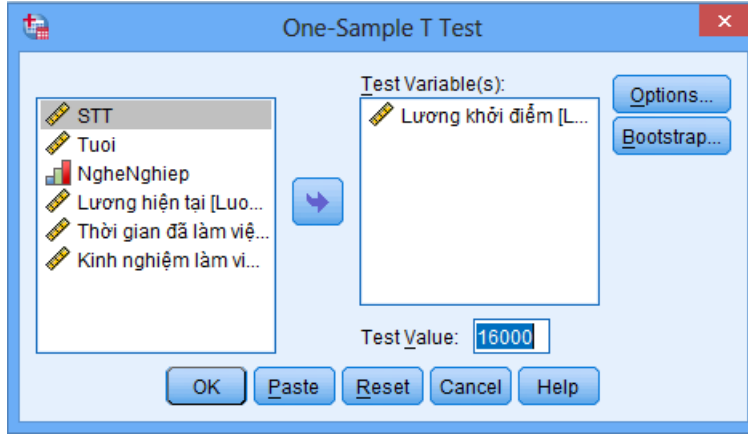 One-Sample T Test
STT
Tuoi
NgheNghiep
Lương hiện tại [Luo...
Thời gian đã làm việ...
Kinh nghiệm làm vi...
Test Variable(s):
Lương khởi điểm [L...
Test Value: 16000
Options...
Bootstrap...
OK
Paste
Reset
Cancel
Help